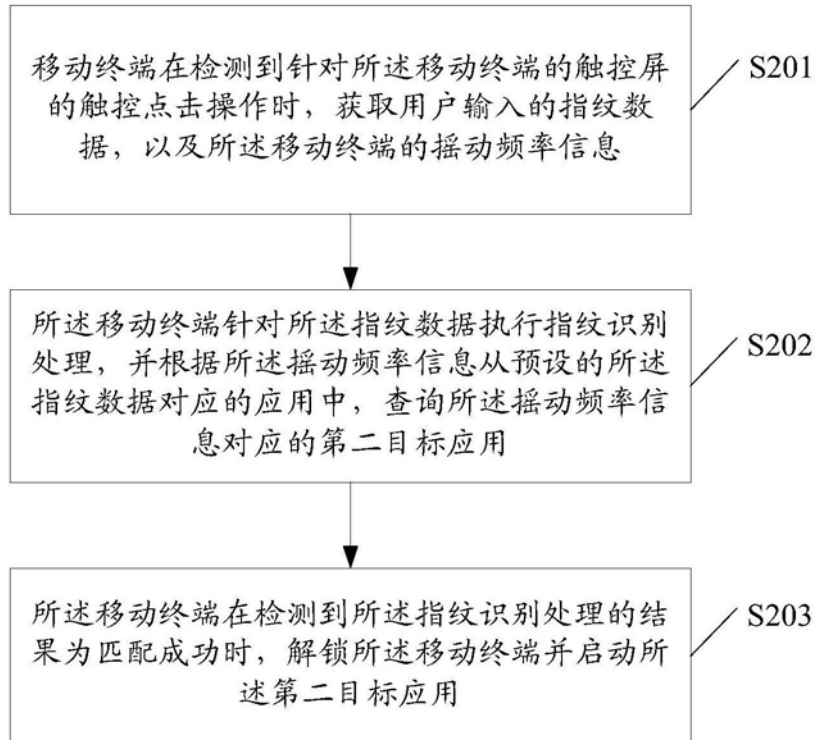 移动终端在检测到针对所述移动终端的触控屏
的触控点击操作时，获取用户输入的指纹数
据，以及所述移动终端的摇动频率信息
S201
所述移动终端针对所述指纹数据执行指纹识别
处理，并根据所述摇动频率信息从预设的所述
指纹数据对应的应用中，查询所述摇动频率信
息对应的第二目标应用
S202
所述移动终端在检测到所述指纹识别处理的结
果为匹配成功时，解锁所述移动终端并启动所
述第二目标应用
S203